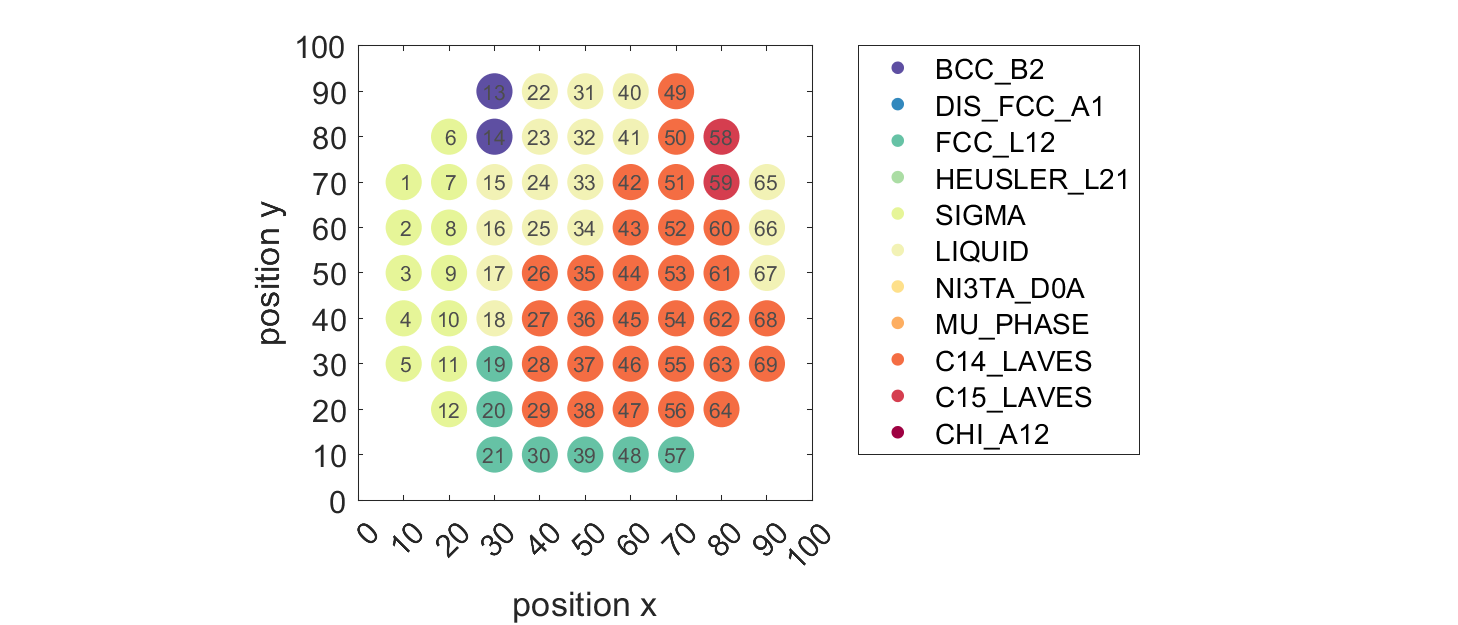 100
90 13 22 31 40 49
80 6 14 23 32 41 50 58
70 1 7 15 24 33 42 51 59 65
60 2 8 16 25 34 43 52 60 66
50 3 9 17 26 35 44 53 61 67
40 4 10 18 27 36 45 54 62 68
30 5 11 19 28 37 46 55 63 69
20 12 20 29 38 47 56 64
10 21 30 39 48 57
0
0 10 20 30 40 50 60 70 80 90 100
position x
position y
BCC_B2
DIS_FCC_A1
FCC_L12
HEUSLER_L21
SIGMA
LIQUID
NI3TA_D0A
MU_PHASE
C14_LAVES
C15_LAVES
CHI_A12